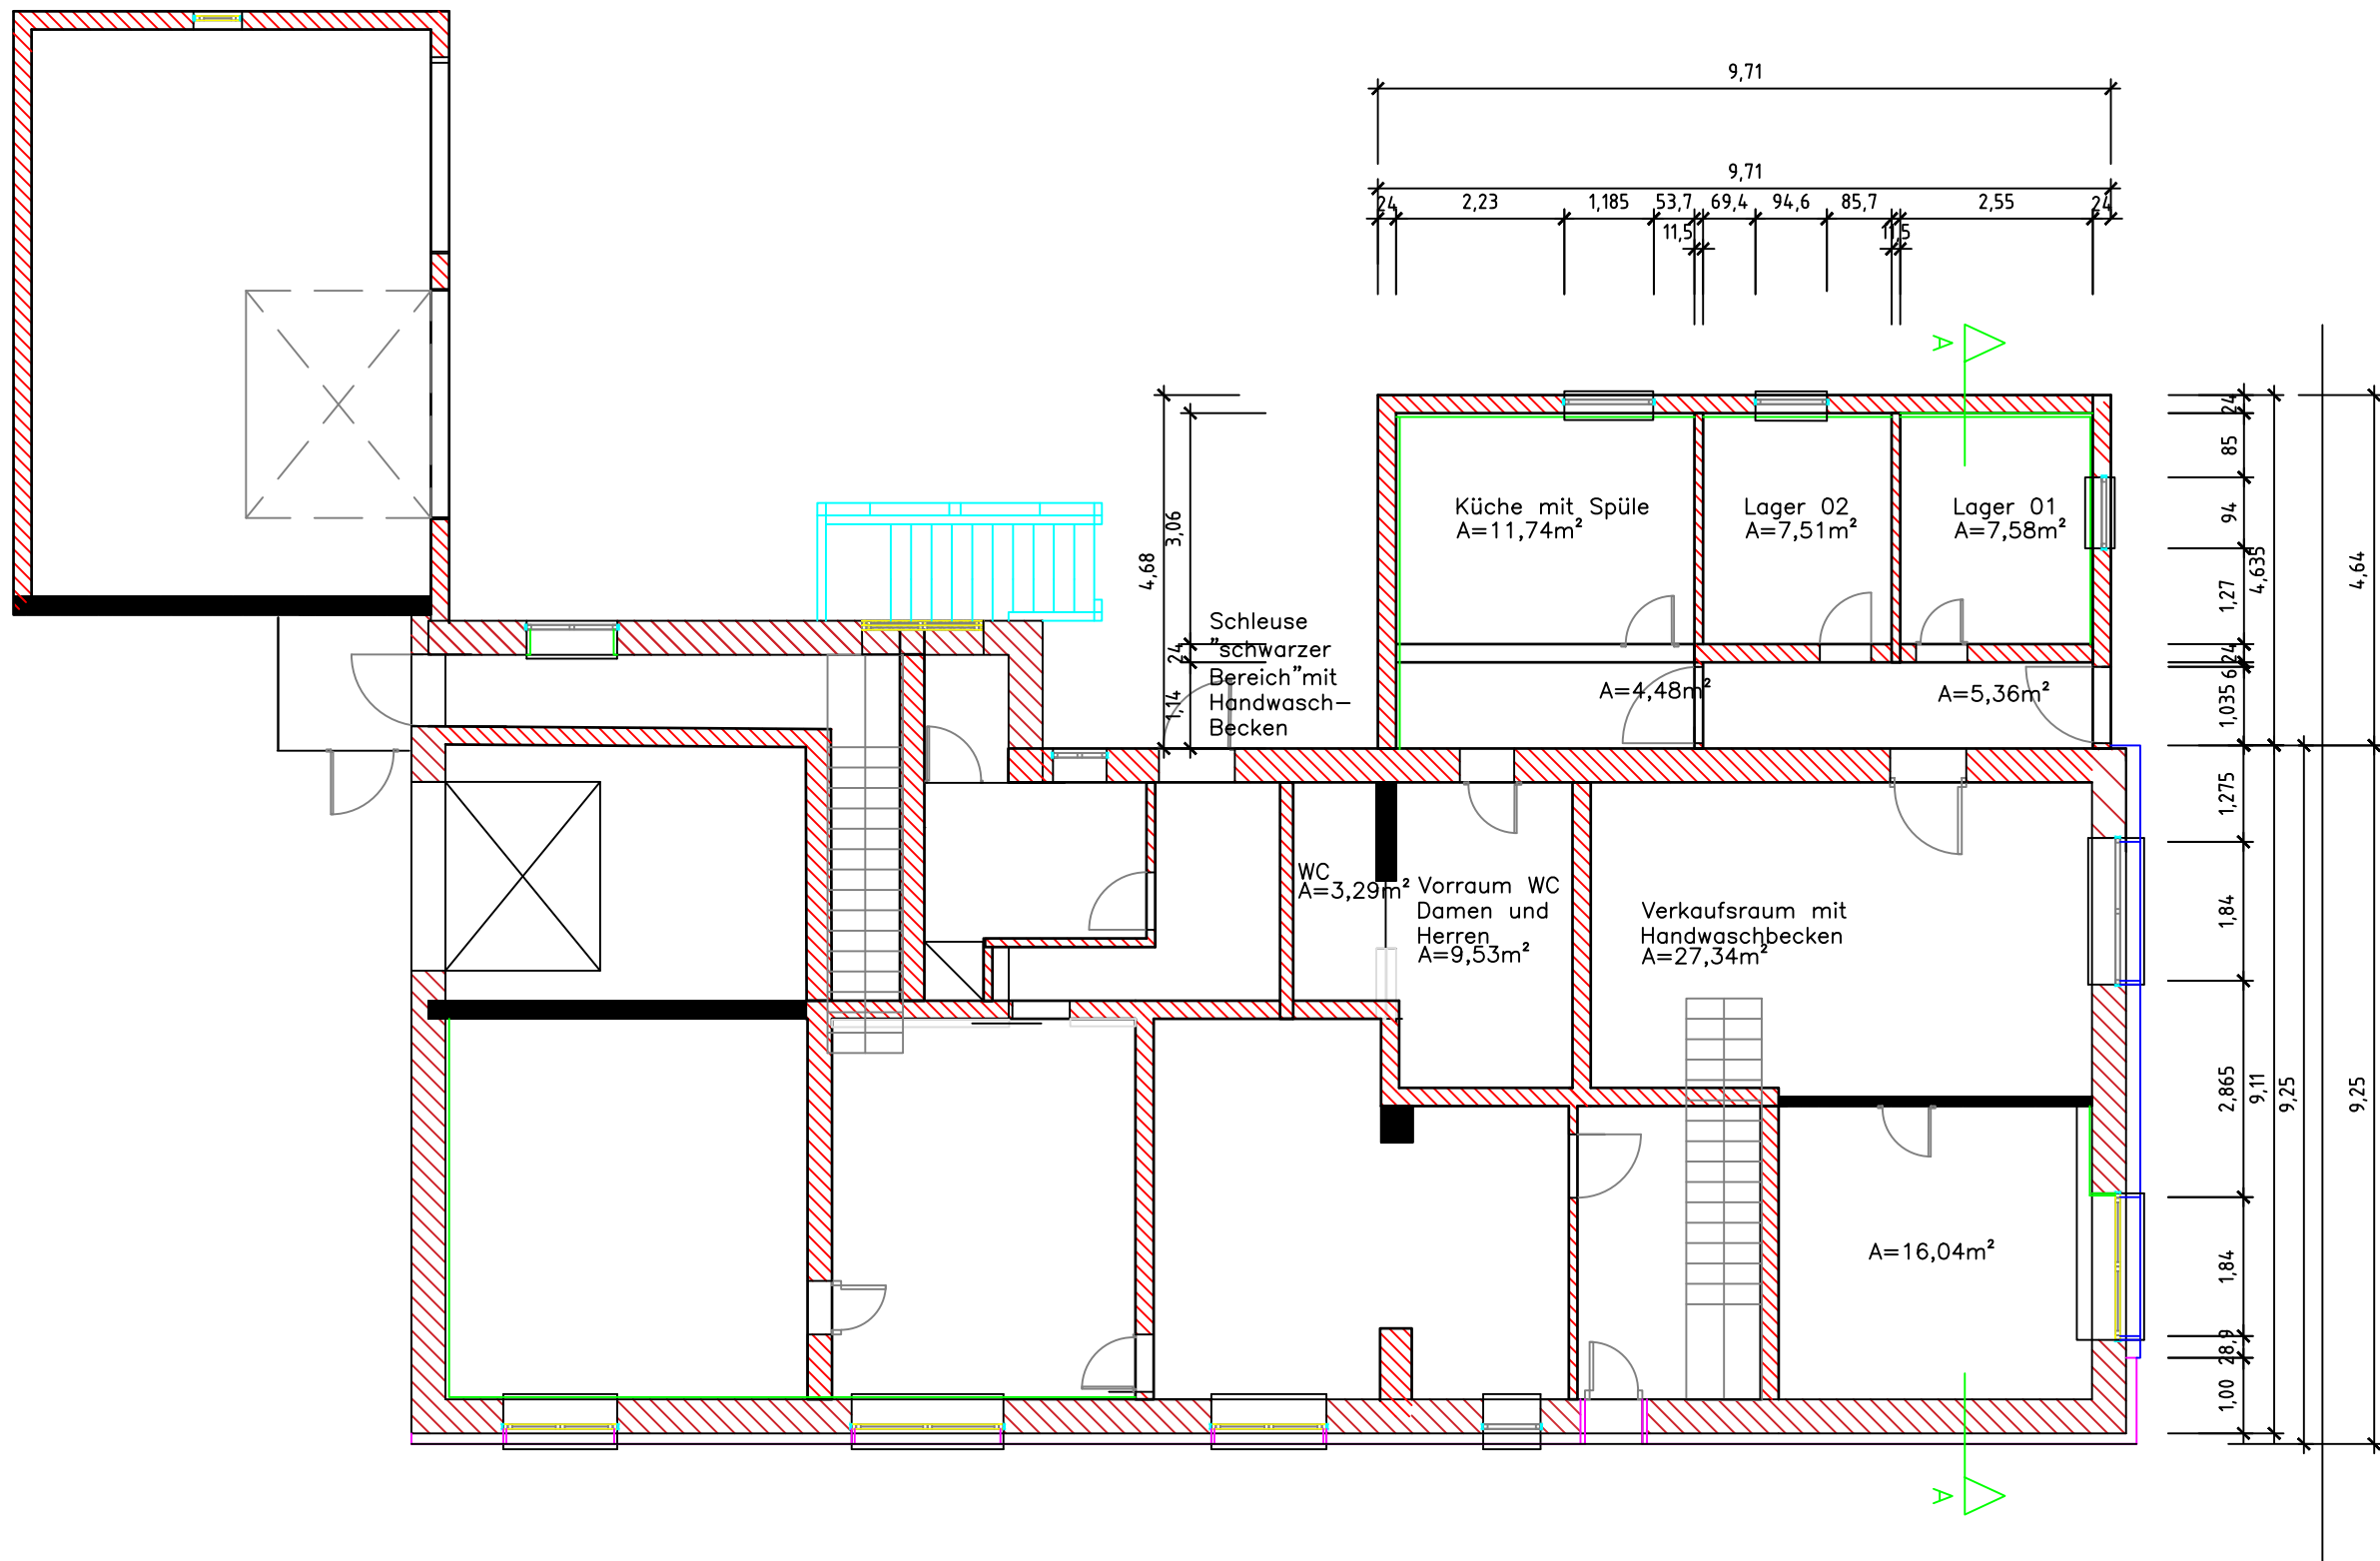 9,71
9,71
24
2,23
1,185
53,7
69,4
94,6
85,7
2,55
24
11,5
11,5
A
Küche mit Spüle
A=11,74m²
Lager 02
A=7,51m²
Lager 01
A=7,58m²
4,68
3,06
24
1,14
Schleuse
"schwarzer
Bereich"mit
Handwasch-
Becken
A=4,48m²
A=5,36m²
24
85
94
1,27
24
6
1,035
4,635
4,64
WC
A=3,29m²
Vorraum WC
Damen und
Herren
A=9,53m²
Verkaufsraum mit
Handwaschbecken
A=27,34m²
A=16,04m²
1,275
1,84
2,865
1,84
28,9
1,00
9,11
9,25
9,25
A